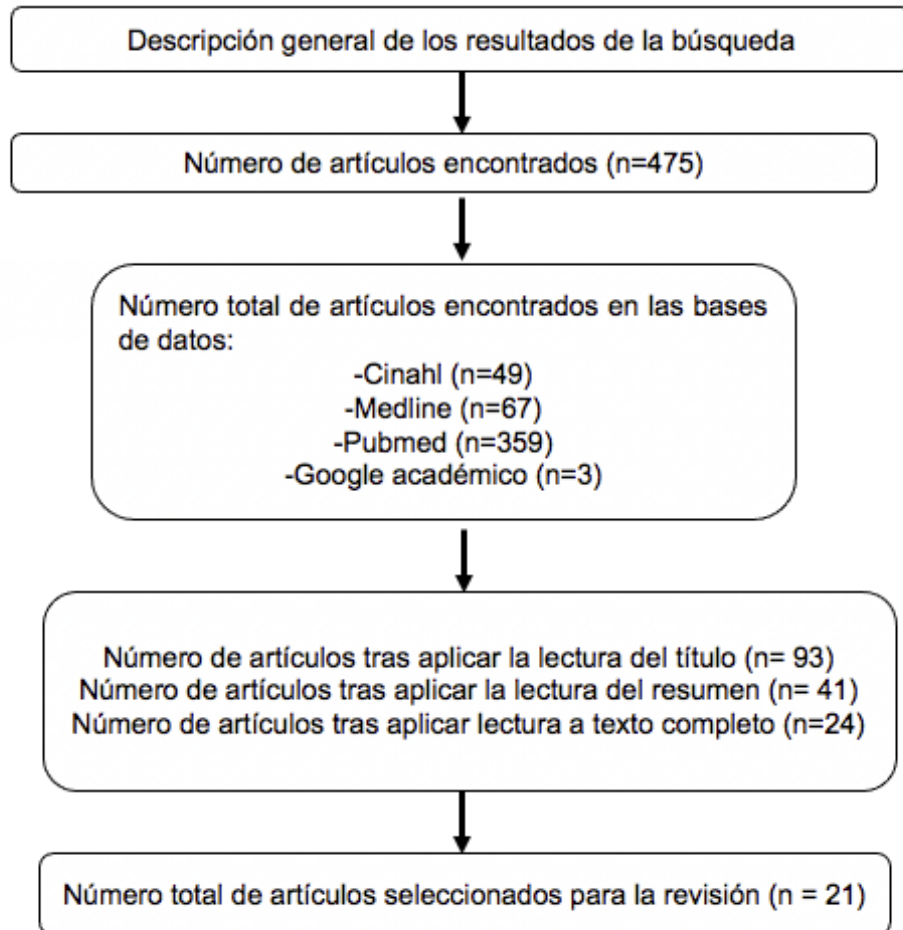 Descripción general de los resultados de la búsqueda
Número de artículos encontrados (n=475)
Número total de artículos encontrados en las bases
de datos:
-Cinahl (n=49)
-Medline (n=67)
-Pubmed (n=359)
-Google académico (n=3)
Número de artículos tras aplicar la lectura del título (n= 93)
Número de artículos tras aplicar la lectura del resumen (n= 41)
Número de artículos tras aplicar lectura a texto completo (n=24)
Número total de artículos seleccionados para la revisión (n = 21)